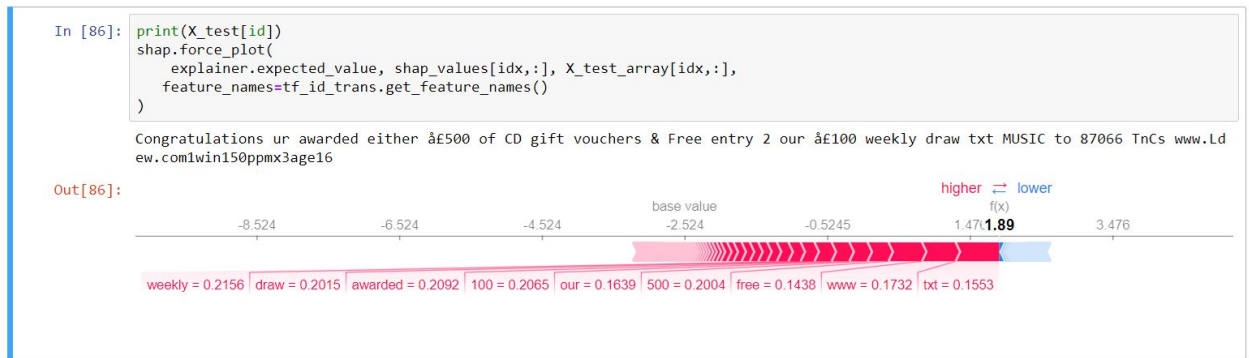 In [86]: print(X_test[id])
shap.force_plot(
    explainer.expected_value, shap_values[idx,:], X_test_array[idx,:],
   feature_names=tf_id_trans.get_feature_names()
)
Congratulations ur awarded either å£500 of CD gift vouchers & Free entry 2 our å£100 weekly draw txt MUSIC to 87066 TnCs www.Ld
ew.com1win150ppmx3age16
Out[86]:
higher ⇄ lower
base value f(x)
-8.524 -6.524 -4.524 -2.524 -0.5245 1.47 1.89 3.476
weekly = 0.2156 draw = 0.2015 awarded = 0.2092 100 = 0.2065 our = 0.1639 500 = 0.2004 free = 0.1438 www = 0.1732 txt = 0.1553